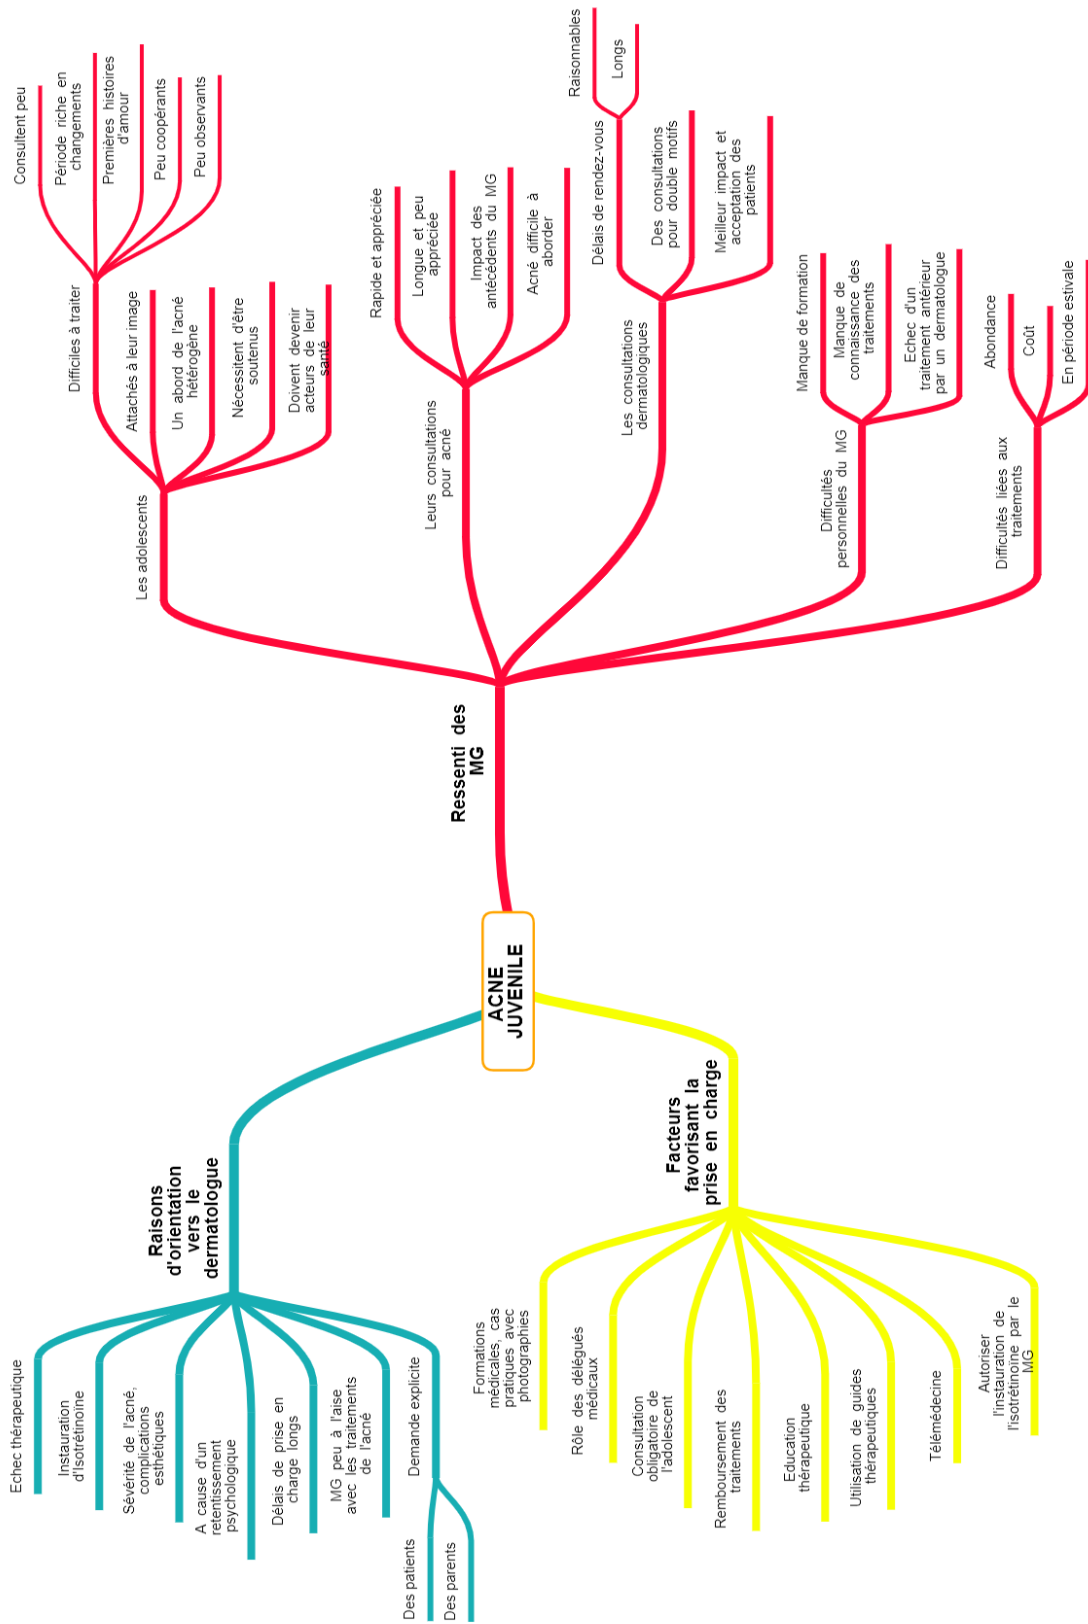 ACNE
JUVENILE
Ressenti des
MG
Les adolescents
Difficiles à traiter
Consultent peu
Période riche en
changements
Premières histoires
d'amour
Peu coopérants
Peu observants
Attachés à leur image
Un abord de l'acné
hétérogène
Nécessitent d'être
soutenus
Doivent devenir
acteurs de leur
santé
Leurs consultations
pour acné
Rapide et appréciée
Longue et peu
appréciée
Impact des
antécédents du MG
Acné difficile à
aborder
Les consultations
dermatologiques
Délais de rendez-vous
Raisonnables
Longs
Des consultations
pour double motifs
Meilleur impact et
acceptation des
patients
Difficultés
personnelles du MG
Manque de formation
Manque de
connaissance des
traitements
Echec d'un
traitement antérieur
par un dermatologue
Difficultés liées aux
traitements
Abondance
Coût
En période estivale
Raisons
d'orientation
vers le
dermatologue
Echec thérapeutique
Instauration
d'Isotrétinoïne
Sévérité de l'acné,
complications
esthétiques
A cause d'un
retentissement
psychologique
Délais de prise en
charge longs
MG peu à l'aise
avec les traitements
de l'acné
Demande explicite
Des patients
Des parents
Facteurs
favorisant la
prise en charge
Formations
médicales, cas
pratiques avec
photographies
Rôle des délégués
médicaux
Consultation
obligatoire de
l'adolescent
Remboursement des
traitements
Education
thérapeutique
Utilisation de guides
thérapeutiques
Télémédecine
Autoriser
l'instauration de
l'isotrétinoïne par le
MG